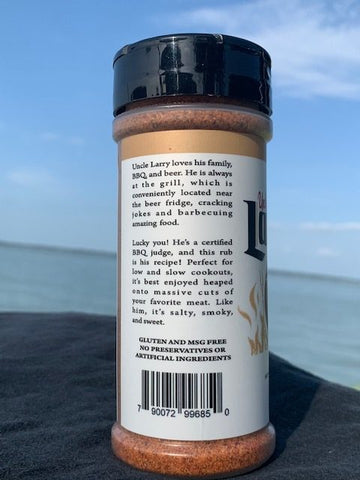 Uncle Larry loves his family,
BBQ, and beer. He is always
at the grill, which is
conveniently located near
the beer fridge, cracking
jokes and barbecuing
amazing food.
Lucky you! He's a certified
BBQ judge, and this rub
is his recipe! Perfect for
low and slow cookouts,
it's best enjoyed heaped
onto massive cuts of
your favorite meat. Like
him, it's salty, smoky,
and sweet.
GLUTEN AND MSG FREE
NO PRESERVATIVES OR
ARTIFICIAL INGREDIENTS
7 90072 99685 0